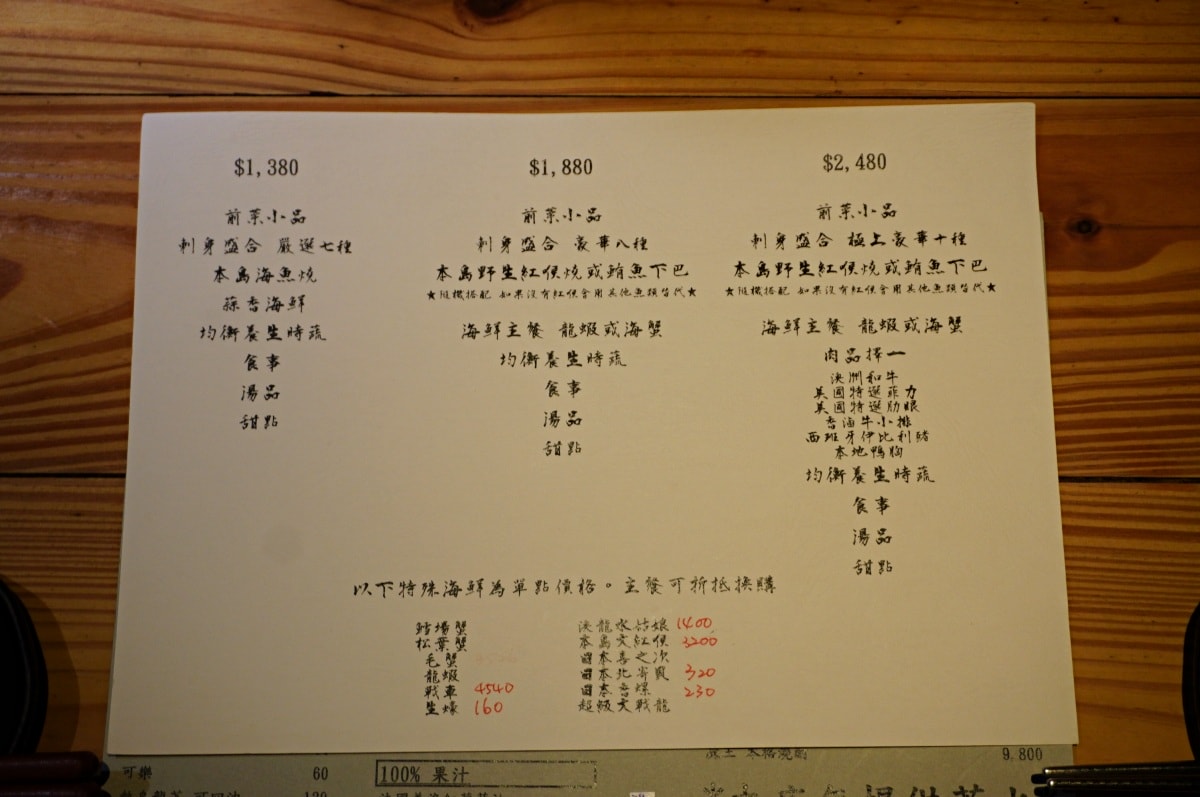 $1,380
前菜小品
刺身盛合 嚴選七種
本島海魚燒
蒜香海鮮
均衡養生時蔬
食事
湯品
甜點
$1,880
前菜小品
刺身盛合 豪華八種
本島野生紅喉燒或鮪魚下巴
★隨機搭配 如果沒有紅喉會用其他魚類替代★
海鮮主餐 龍蝦或海蟹
均衡養生時蔬
食事
湯品
甜點
$2,480
前菜小品
刺身盛合 極上豪華十種
本島野生紅喉燒或鮪魚下巴
★隨機搭配 如果沒有紅喉會用其他魚類替代★
海鮮主餐 龍蝦或海蟹
肉品擇一
澳洲和牛
美國特選菲力
美國特選肋眼
香滷牛小排
西班牙伊比利豬
本地鴨胸
均衡養生時蔬
食事
湯品
甜點
以下特殊海鮮為單點價格。主餐可折抵換購
鱈場蟹
松葉蟹
毛蟹
龍蝦
戰車 4540
生蠔 160
澳龍水姑娘 1400
本島大紅喉 3200
日本喜之次
日本北寄貝 320
日本香螺 230
超級大戰龍
可樂 60
100% 果汁
9,800